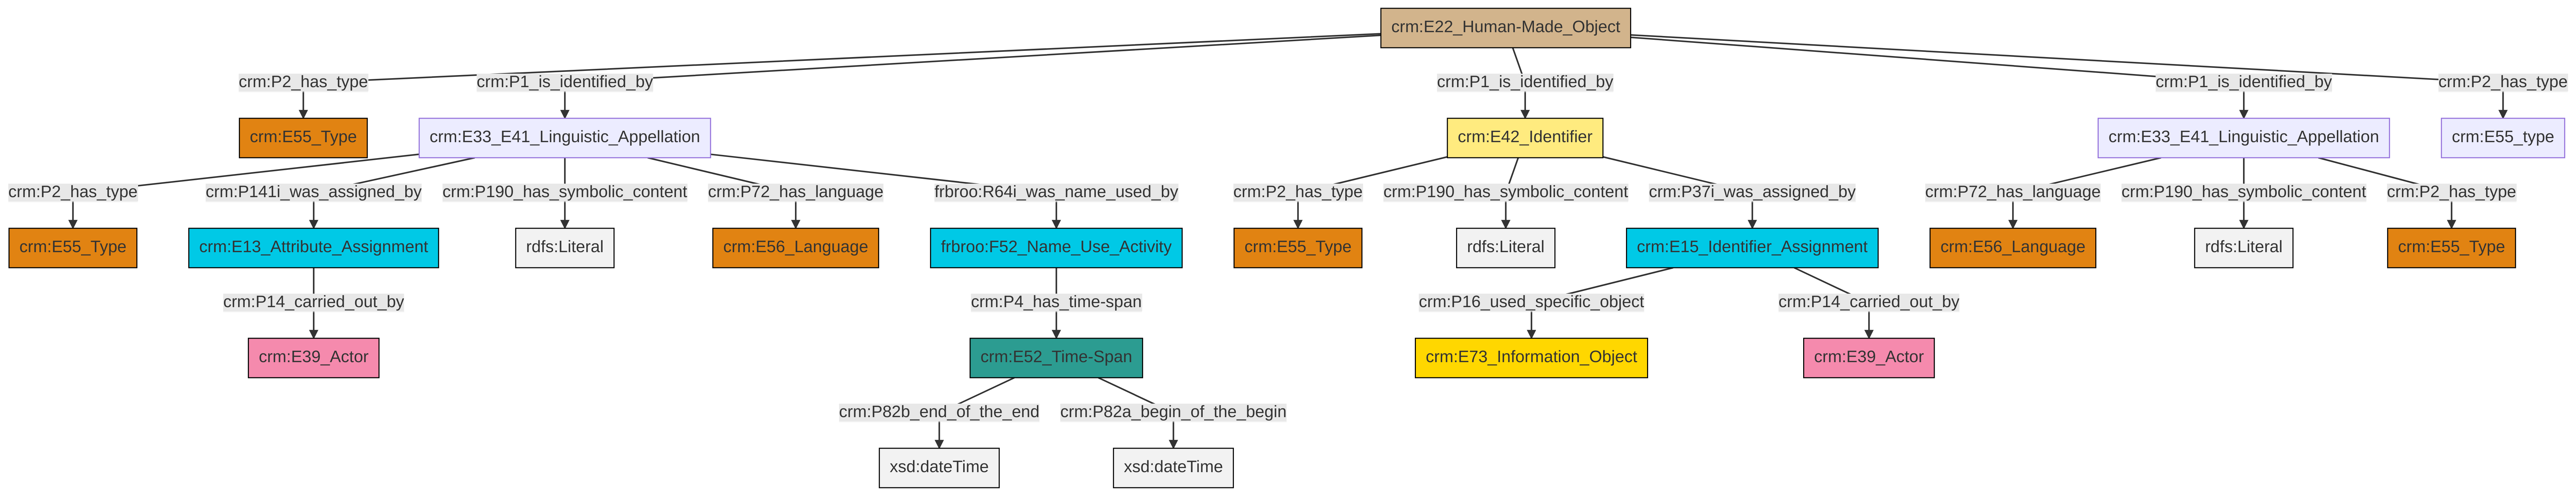 crm:E22_Human-Made_Object
crm:P2_has_type
crm:P1_is_identified_by
crm:P1_is_identified_by
crm:P1_is_identified_by
crm:P2_has_type
crm:E55_Type
crm:E33_E41_Linguistic_Appellation
crm:E42_Identifier
crm:E33_E41_Linguistic_Appellation
crm:E55_type
crm:P2_has_type
crm:P141i_was_assigned_by
crm:P190_has_symbolic_content
crm:P72_has_language
frbroo:R64i_was_name_used_by
crm:P2_has_type
crm:P190_has_symbolic_content
crm:P37i_was_assigned_by
crm:P72_has_language
crm:P190_has_symbolic_content
crm:P2_has_type
crm:E55_Type
crm:E13_Attribute_Assignment
rdfs:Literal
crm:E56_Language
frbroo:F52_Name_Use_Activity
crm:E55_Type
rdfs:Literal
crm:E15_Identifier_Assignment
crm:E56_Language
rdfs:Literal
crm:E55_Type
crm:P14_carried_out_by
crm:P4_has_time-span
crm:P16_used_specific_object
crm:P14_carried_out_by
crm:E39_Actor
crm:E52_Time-Span
crm:E73_Information_Object
crm:E39_Actor
crm:P82b_end_of_the_end
crm:P82a_begin_of_the_begin
xsd:dateTime
xsd:dateTime